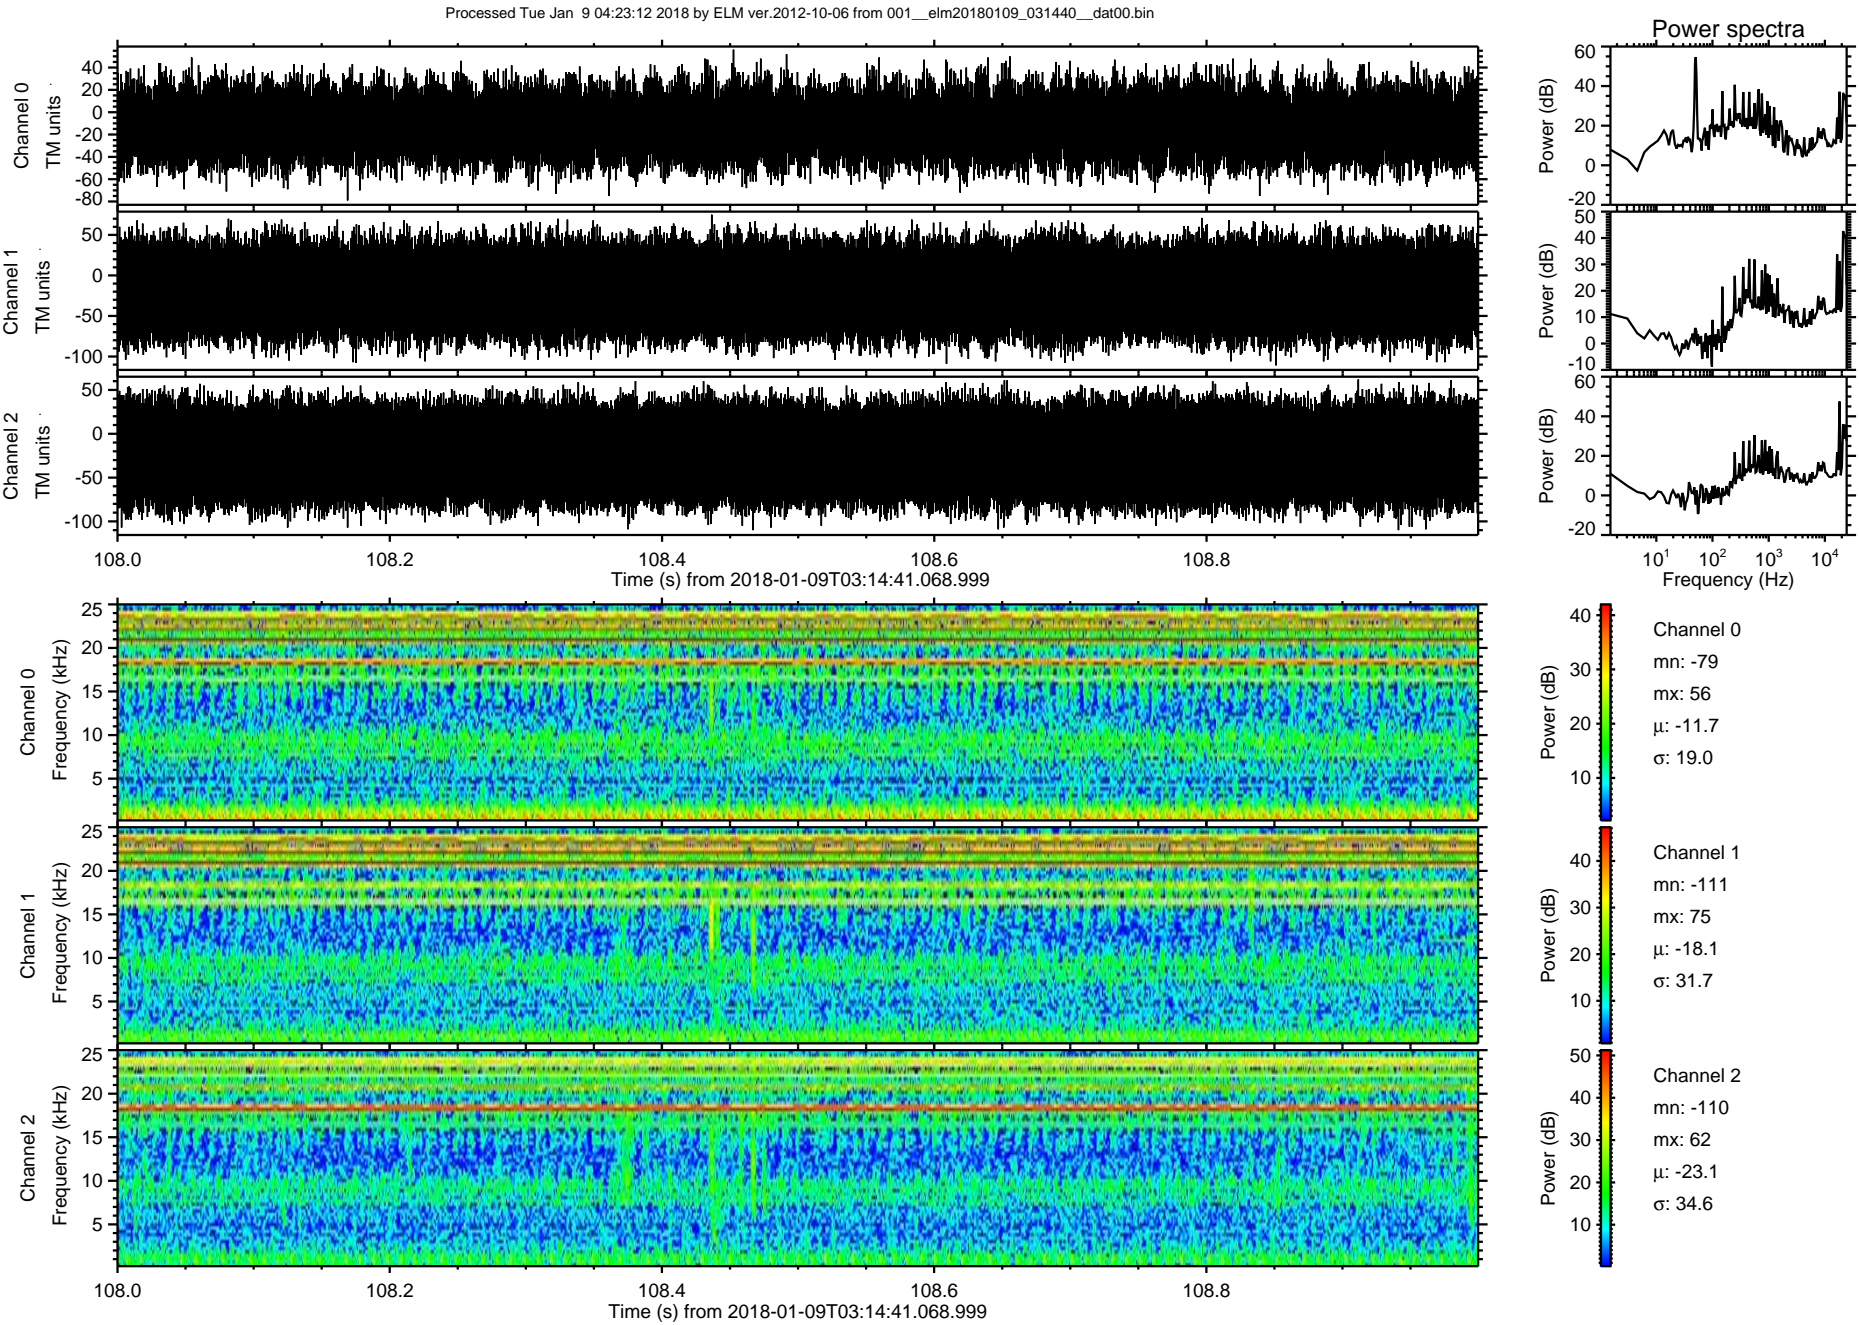 Processed Tue Jan  9 04:23:12 2018 by ELM ver.2012-10-06 from 001__elm20180109_031440__dat00.bin
Power spectra
Channel 0
TM units
40
20
0
-20
-40
-60
-80
Power (dB)
60
40
20
0
-20
Channel 1
TM units
50
0
-50
-100
Power (dB)
50
40
30
20
10
0
-10
Channel 2
TM units
50
0
-50
-100
Power (dB)
60
40
20
0
-20
108.0 108.2 108.4 108.6 108.8
Time (s) from 2018-01-09T03:14:41.068.999
10¹ 10² 10³ 10⁴
Frequency (Hz)
Channel 0
Frequency (kHz)
25
20
15
10
5
Power (dB)
40
30
20
10
Channel 0
mn: -79
mx: 56
μ: -11.7
σ: 19.0
Channel 1
Frequency (kHz)
25
20
15
10
5
Power (dB)
40
30
20
10
Channel 1
mn: -111
mx: 75
μ: -18.1
σ: 31.7
Channel 2
Frequency (kHz)
25
20
15
10
5
Power (dB)
50
40
30
20
10
Channel 2
mn: -110
mx: 62
μ: -23.1
σ: 34.6
108.0 108.2 108.4 108.6 108.8
Time (s) from 2018-01-09T03:14:41.068.999